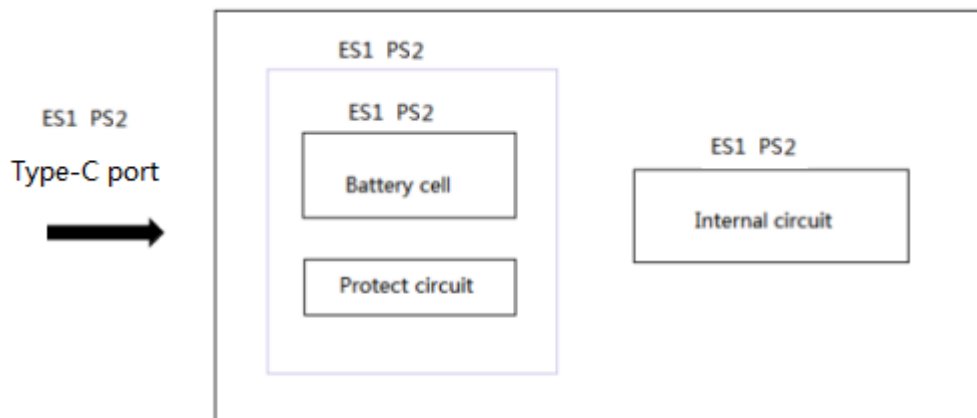 ES1 PS2
Type-C port
ES1 PS2
ES1 PS2
Battery cell
Protect circuit
ES1 PS2
Internal circuit